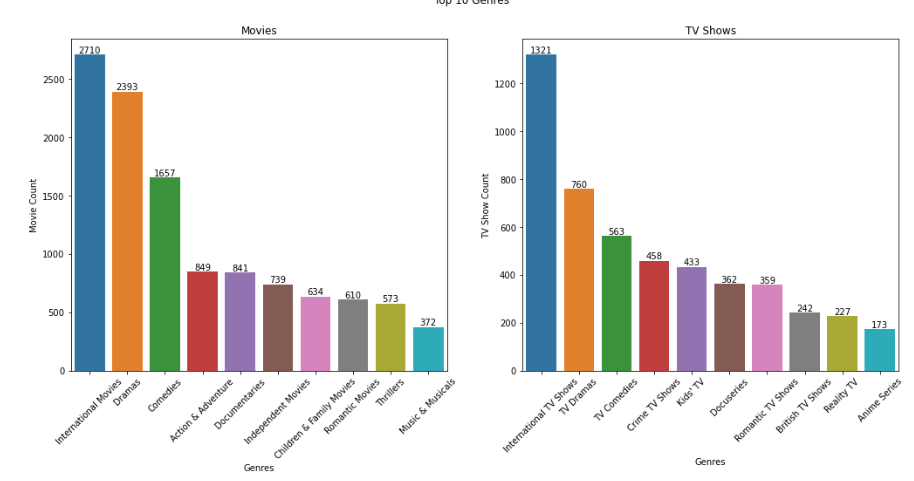 Top 10 Genres
Movies
TV Shows
2710
2393
1657
849
841
739
634
610
573
372
2500
2000
1500
1000
500
0
Movie Count
International Movies
Dramas
Comedies
Action & Adventure
Documentaries
Independent Movies
Children & Family Movies
Romantic Movies
Thrillers
Music & Musicals
Genres
1321
760
563
458
433
362
359
242
227
173
1200
1000
800
600
400
200
0
TV Show Count
International TV Shows
TV Dramas
TV Comedies
Crime TV Shows
Kids' TV
Docuseries
Romantic TV Shows
British TV Shows
Reality TV
Anime Series
Genres